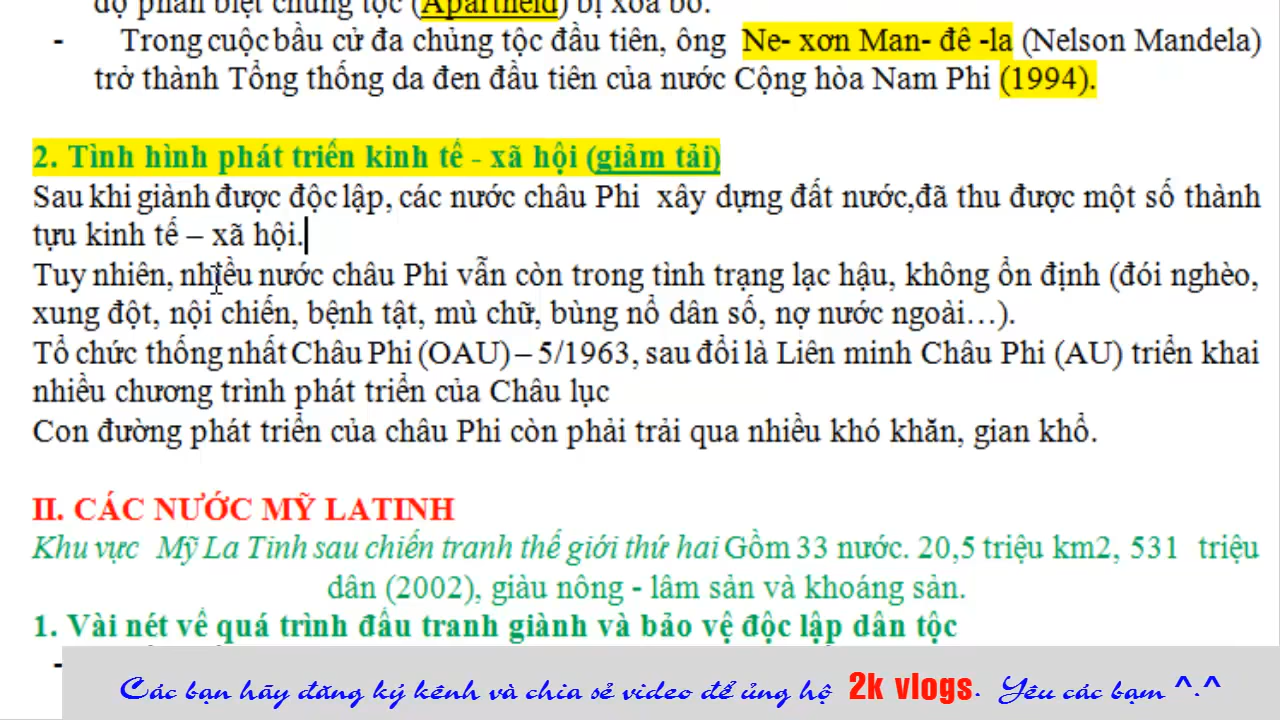 độ phân biệt chủng tộc (Apartheid) bị xóa bỏ.
- Trong cuộc bầu cử đa chủng tộc đầu tiên, ông Ne- xơn Man- đê -la (Nelson Mandela)
trở thành Tổng thống da đen đầu tiên của nước Cộng hòa Nam Phi (1994).
2. Tình hình phát triển kinh tế - xã hội (giảm tải)
Sau khi giành được độc lập, các nước châu Phi xây dựng đất nước,đã thu được một số thành
tựu kinh tế – xã hội.
Tuy nhiên, nhiều nước châu Phi vẫn còn trong tình trạng lạc hậu, không ổn định (đói nghèo,
xung đột, nội chiến, bệnh tật, mù chữ, bùng nổ dân số, nợ nước ngoài…).
Tổ chức thống nhất Châu Phi (OAU) – 5/1963, sau đổi là Liên minh Châu Phi (AU) triển khai
nhiều chương trình phát triển của Châu lục
Con đường phát triển của châu Phi còn phải trải qua nhiều khó khăn, gian khổ.
II. CÁC NƯỚC MỸ LATINH
Khu vực Mỹ La Tinh sau chiến tranh thế giới thứ hai Gồm 33 nước. 20,5 triệu km2, 531 triệu
dân (2002), giàu nông - lâm sản và khoáng sản.
1. Vài nét về quá trình đấu tranh giành và bảo vệ độc lập dân tộc
-
Các bạn hãy đăng ký kênh và chia sẻ video để ủng hộ 2k vlogs. Yêu các bạm ^.^